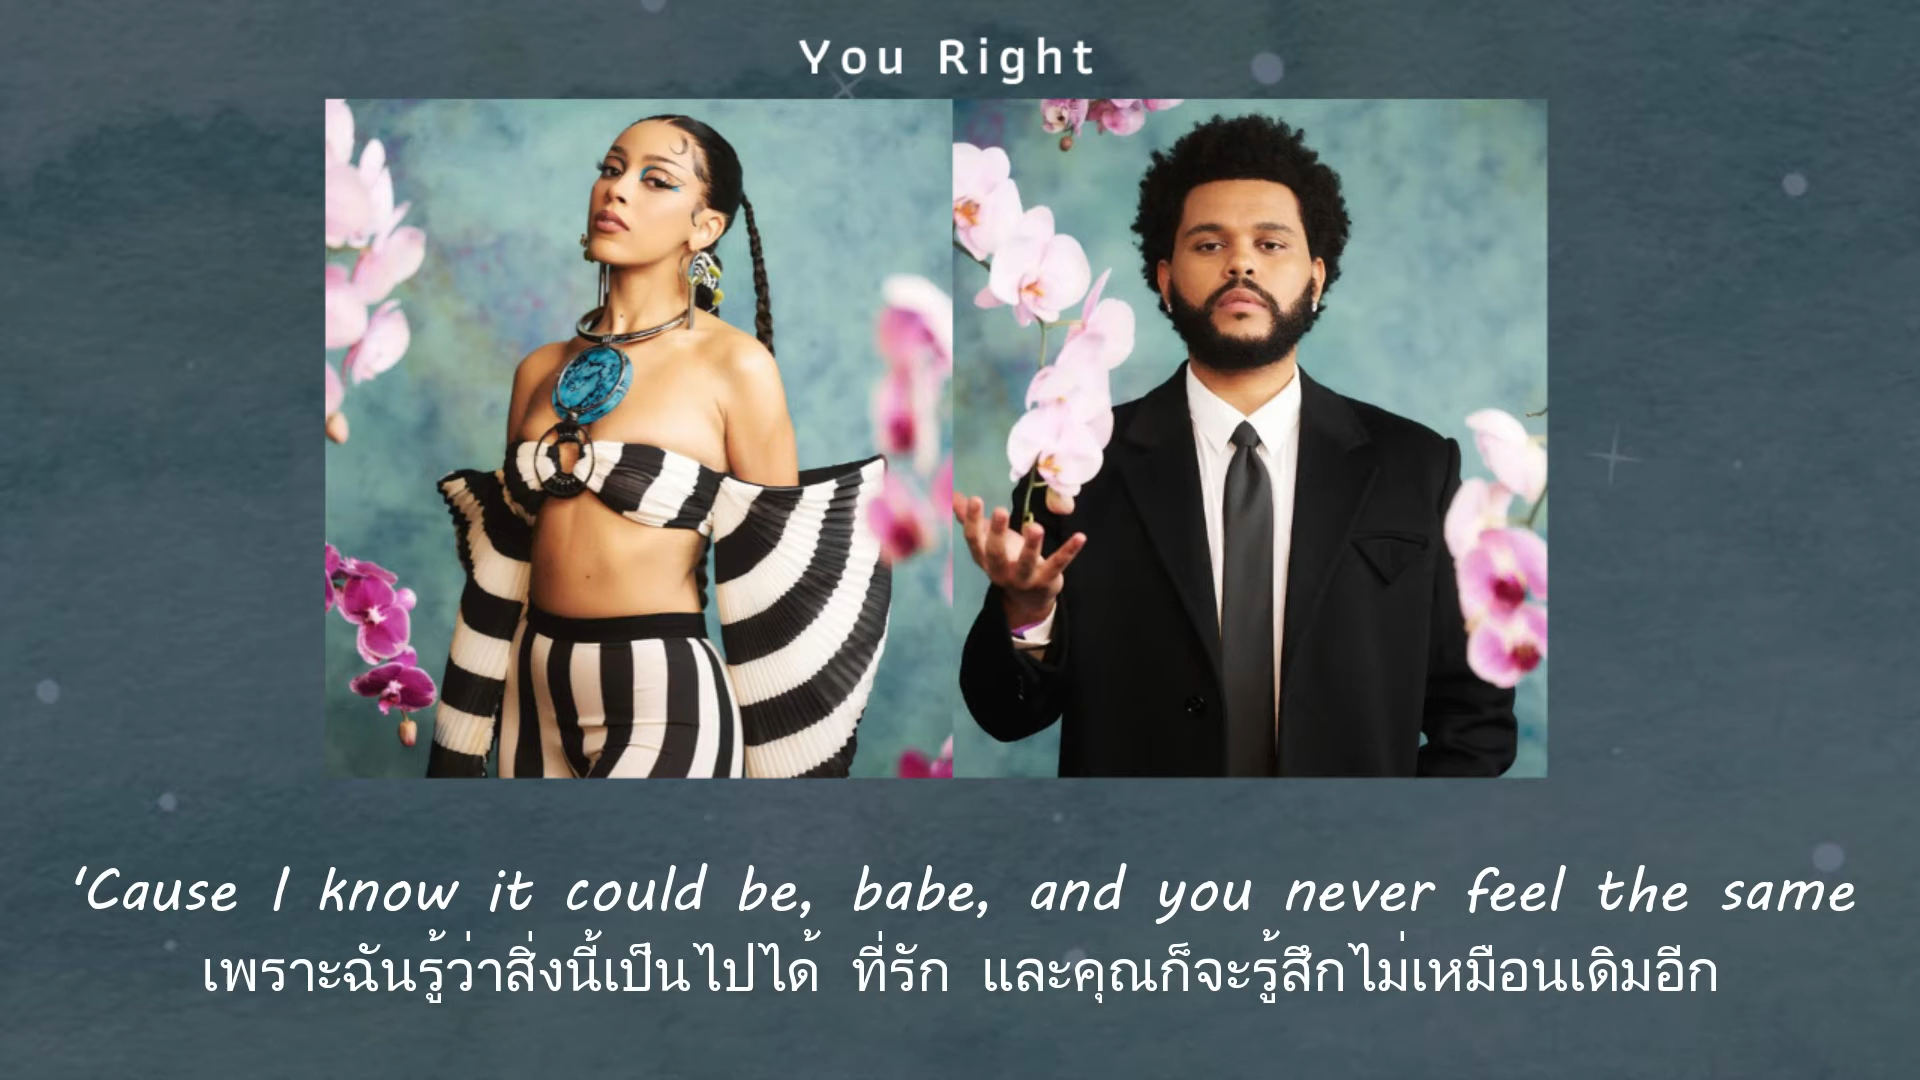 You Right
‘Cause I know it could be, babe, and you never feel the same
เพราะฉันรู้ว่าสิ่งนี้เป็นไปได้ ที่รัก และคุณก็จะรู้สึกไม่เหมือนเดิมอีก